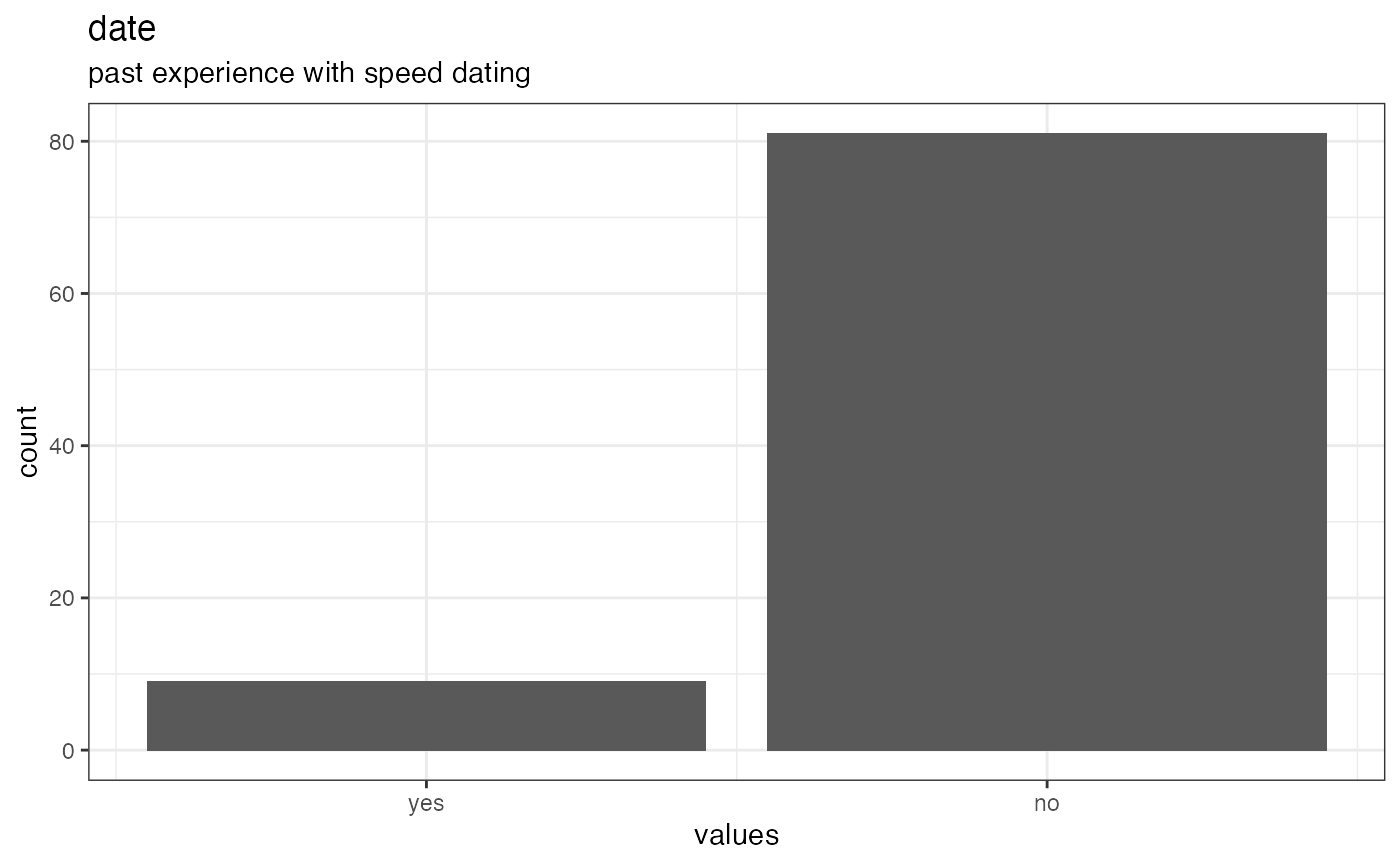 date
past experience with speed dating
80
60
40
20
0
count
yes no
values